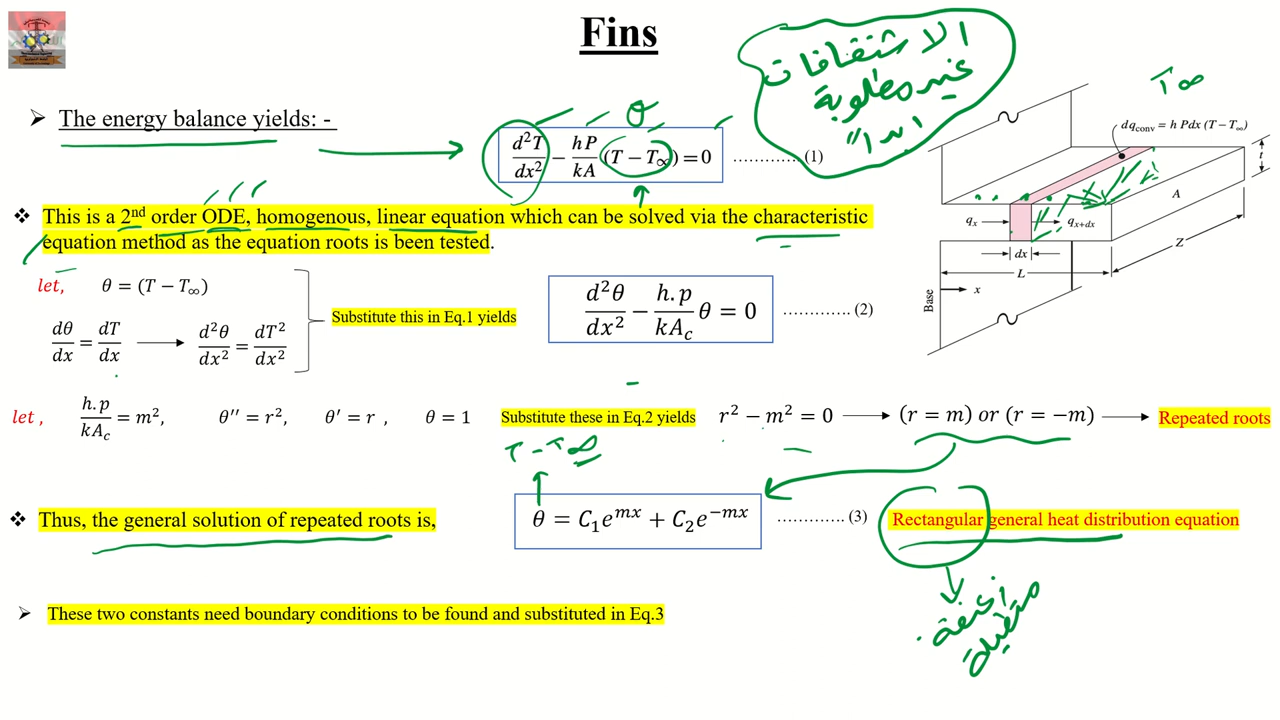 Fins
الاشتقاقات
غير مطلوبة
ابدا"
T∞
➤ The energy balance yields: -
θ
d²T/dx² − hP/kA (T − T∞) = 0 …………. (1)
dq_conv = h Pdx (T − T∞)
t
A
q_x
q_x+dx
Z
dx
L
Base
x
❖ This is a 2nd order ODE, homogenous, linear equation which can be solved via the characteristic
equation method as the equation roots is been tested.
let, θ = (T − T∞)
dθ/dx = dT/dx ⟶ d²θ/dx² = dT²/dx²
Substitute this in Eq.1 yields
d²θ/dx² − h.p/kA_c θ = 0 …………. (2)
let , h.p/kA_c = m², θ′′ = r², θ′ = r , θ = 1 Substitute these in Eq.2 yields r² − m² = 0 ⟶ (r = m) or (r = −m) ⟶ Repeated roots
T - T∞
❖ Thus, the general solution of repeated roots is, θ = C₁e^mx + C₂e^−mx …………. (3) Rectangular general heat distribution equation
➤ These two constants need boundary conditions to be found and substituted in Eq.3